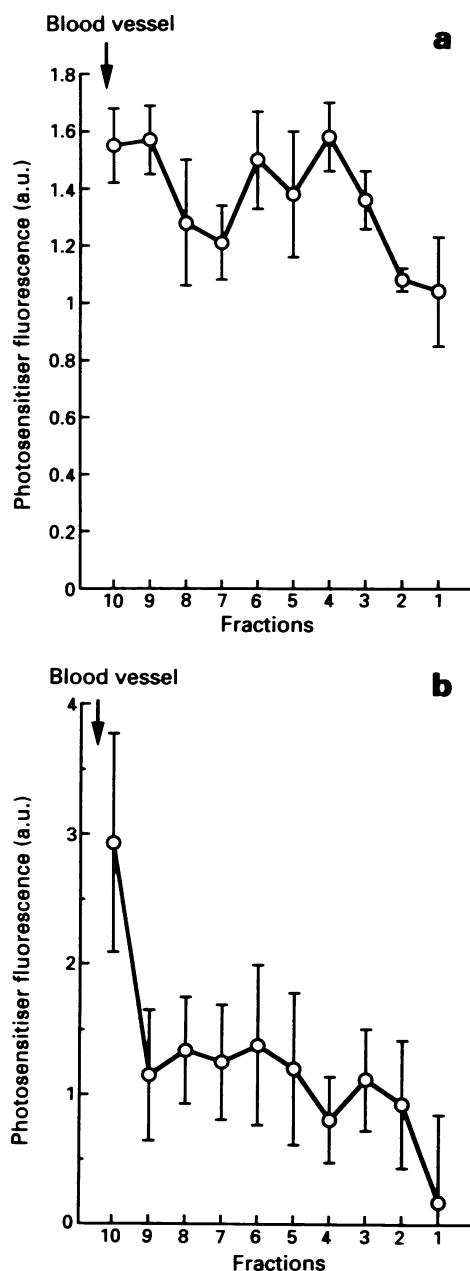 Blood vessel
a
Photosensitiser fluorescence (a.u.)
1.8
1.6
1.4
1.2
1
0.8
0.6
0.4
0.2
0
10 9 8 7 6 5 4 3 2 1
Fractions
Blood vessel
b
Photosensitiser fluorescence (a.u.)
4
3
2
1
0
10 9 8 7 6 5 4 3 2 1
Fractions